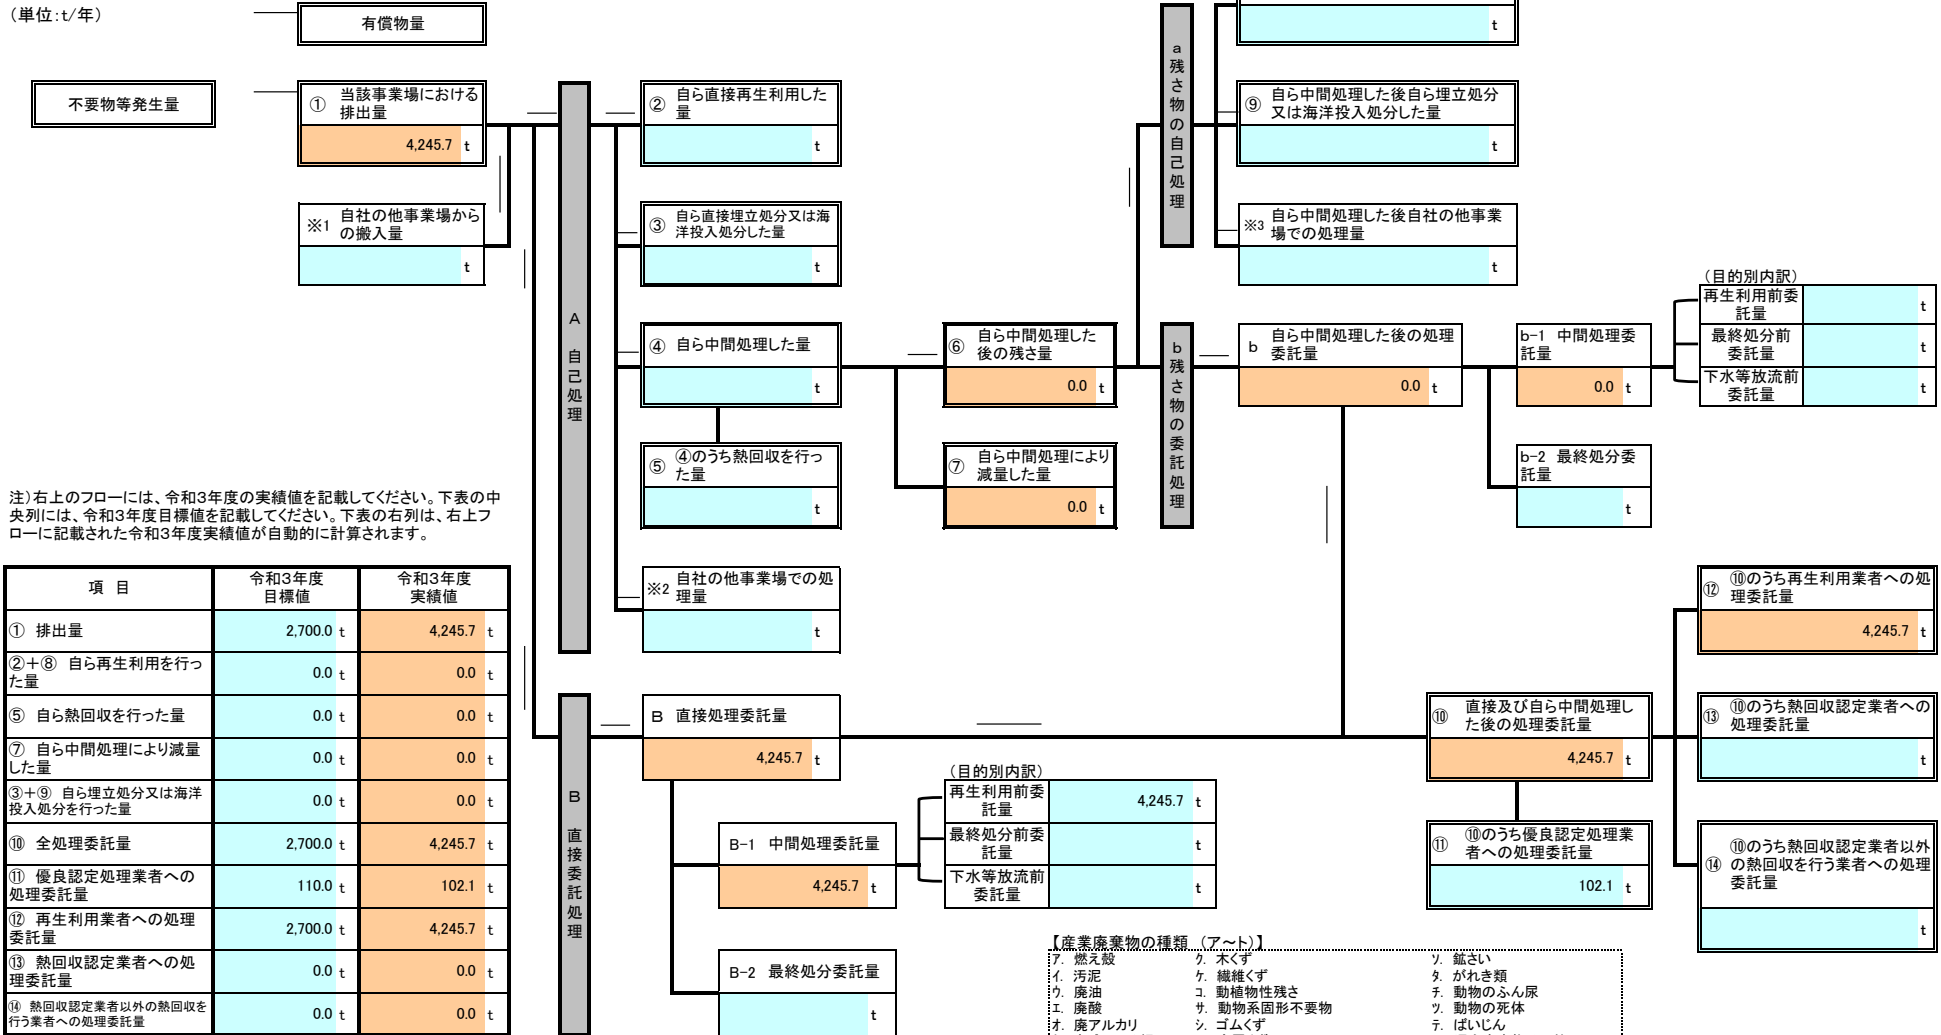 (単位:t/年)
有償物量
t
不要物等発生量
① 当該事業場における
排出量
4,245.7 t
② 自ら直接再生利用した
量
t
⑨ 自ら中間処理した後自ら埋立処分
又は海洋投入処分した量
t
a 残さ物の自己処理
※1 自社の他事業場から
の搬入量
t
③ 自ら直接埋立処分又は海
洋投入処分した量
t
※3 自ら中間処理した後自社の他事業
場での処理量
t
A 自己処理
④ 自ら中間処理した量
t
⑥ 自ら中間処理した
後の残さ量
0.0 t
b 残さ物の委託処理
b 自ら中間処理した後の処理
委託量
0.0 t
b-1 中間処理委
託量
0.0 t
(目的別内訳)
再生利用前委
託量
t
最終処分前
委託量
t
下水等放流前
委託量
t
⑤ ④のうち熱回収を行っ
た量
t
⑦ 自ら中間処理により
減量した量
0.0 t
b-2 最終処分委
託量
t
注)右上のフローには、令和3年度の実績値を記載してください。下表の中
央列には、令和3年度目標値を記載してください。下表の右列は、右上フ
ローに記載された令和3年度実績値が自動的に計算されます。
※2 自社の他事業場での処
理量
t
項 目 令和3年度
目標値 令和3年度
実績値
① 排出量 2,700.0 t 4,245.7 t
②+⑧ 自ら再生利用を行っ
た量 0.0 t 0.0 t
⑤ 自ら熱回収を行った量 0.0 t 0.0 t
⑦ 自ら中間処理により減量
した量 0.0 t 0.0 t
③+⑨ 自ら埋立処分又は海洋
投入処分を行った量 0.0 t 0.0 t
⑩ 全処理委託量 2,700.0 t 4,245.7 t
⑪ 優良認定処理業者への
処理委託量 110.0 t 102.1 t
⑫ 再生利用業者への処理
委託量 2,700.0 t 4,245.7 t
⑬ 熱回収認定業者への処
理委託量 0.0 t 0.0 t
⑭ 熱回収認定業者以外の熱回収を
行う業者への処理委託量 0.0 t 0.0 t
B 直接委託処理
B 直接処理委託量
4,245.7 t
B-1 中間処理委託量
4,245.7 t
(目的別内訳)
再生利用前委
託量
4,245.7 t
最終処分前委
託量
t
下水等放流前
委託量
t
B-2 最終処分委託量
t
⑩ 直接及び自ら中間処理し
た後の処理委託量
4,245.7 t
⑪ ⑩のうち優良認定処理業
者への処理委託量
102.1 t
⑫ ⑩のうち再生利用業者への処
理委託量
4,245.7 t
⑬ ⑩のうち熱回収認定業者への
処理委託量
t
⑭ ⑩のうち熱回収認定業者以外
の熱回収を行う業者への処理
委託量
t
【産業廃棄物の種類 (ア~ト)】
ア. 燃え殻 ク. 木くず ソ. 鉱さい
イ. 汚泥 ケ. 繊維くず タ. がれき類
ウ. 廃油 コ. 動植物性残さ チ. 動物のふん尿
エ. 廃酸 サ. 動物系固形不要物 ツ. 動物の死体
オ. 廃アルカリ シ. ゴムくず テ. ばいじん